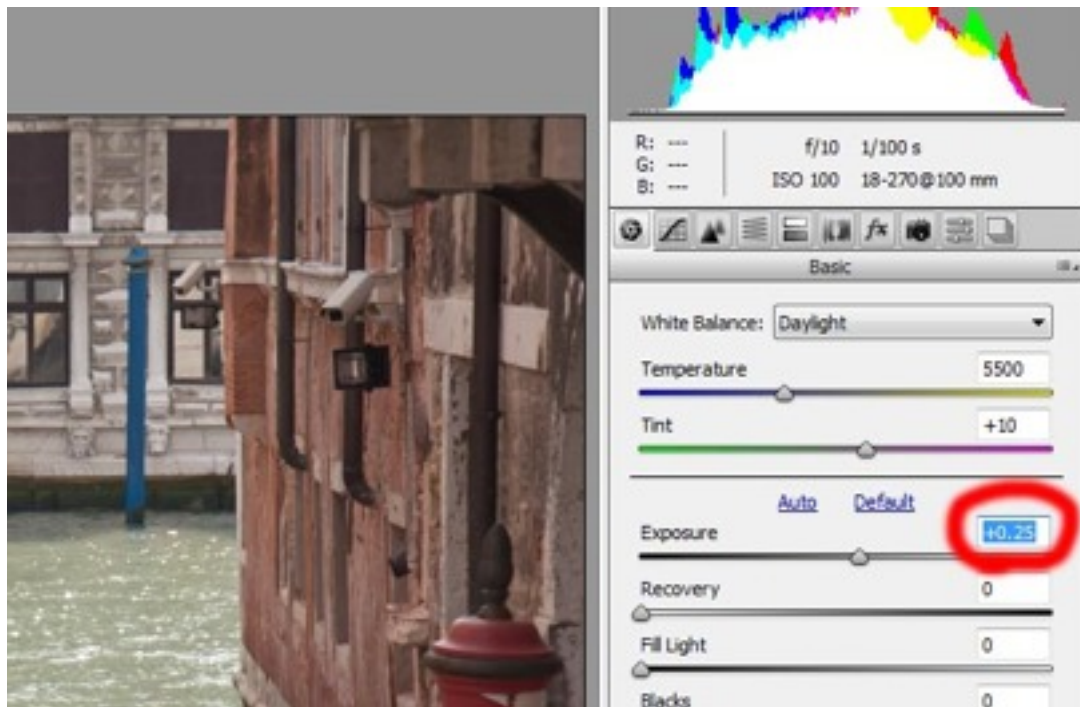 R: --- f/10 1/100 s
G: ---
B: --- ISO 100 18-270@100 mm
fx
Basic
White Balance: Daylight
Temperature 5500
Tint +10
Auto Default
Exposure +0.25
Recovery 0
Fill Light 0
Blacks 0